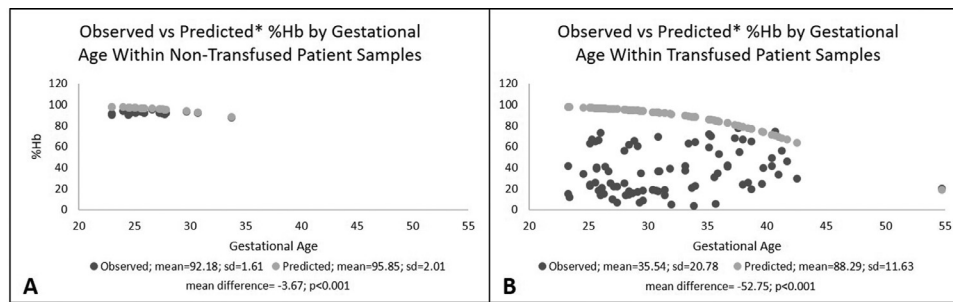 Observed vs Predicted* %Hb by Gestational
Age Within Non-Transfused Patient Samples
120
100
80
60
40
20
0
%Hb
20
25
30
35
40
45
50
55
Gestational Age
Observed; mean=92.18; sd=1.61
Predicted; mean=95.85; sd=2.01
mean difference= -3.67; p<0.001
A
Observed vs Predicted* %Hb by Gestational
Age Within Transfused Patient Samples
120
100
80
60
40
20
0
20
25
30
35
40
45
50
55
Gestational Age
Observed; mean=35.54; sd=20.78
Predicted; mean=88.29; sd=11.63
mean difference= -52.75; p<0.001
B